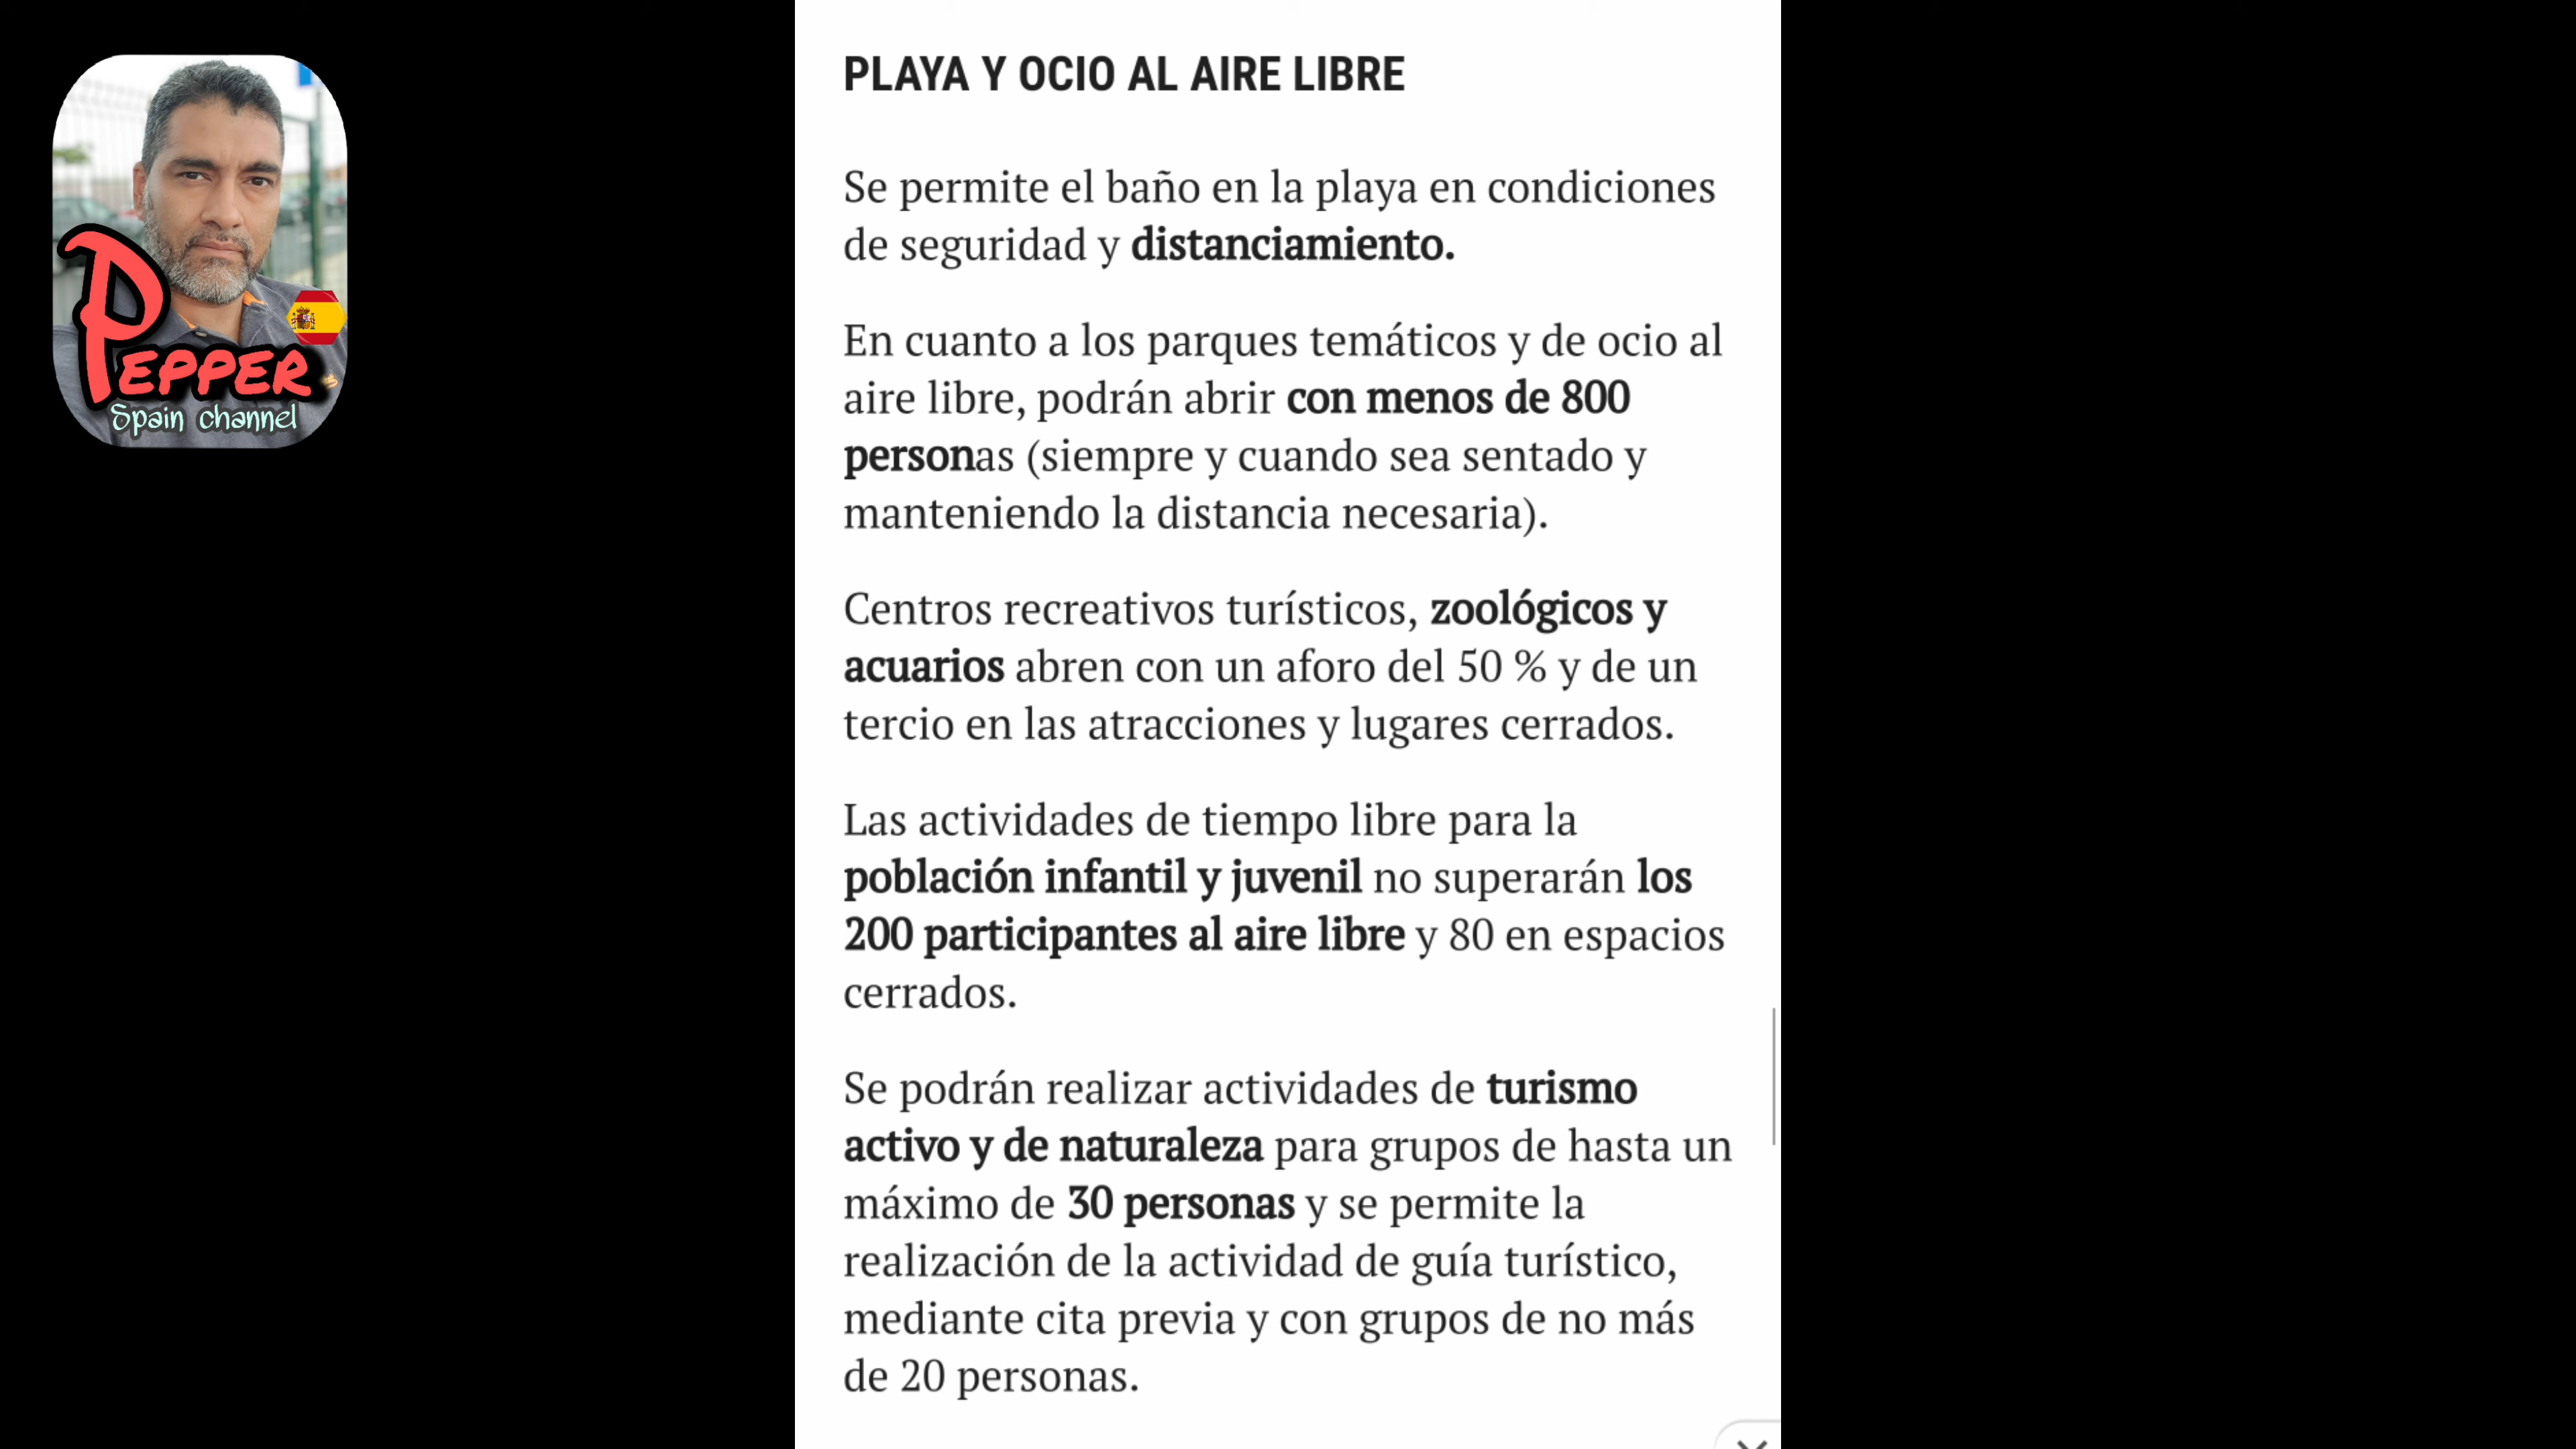 PEPPER
Spain channel
PLAYA Y OCIO AL AIRE LIBRE
Se permite el baño en la playa en condiciones
de seguridad y distanciamiento.
En cuanto a los parques temáticos y de ocio al
aire libre, podrán abrir con menos de 800
personas (siempre y cuando sea sentado y
manteniendo la distancia necesaria).
Centros recreativos turísticos, zoológicos y
acuarios abren con un aforo del 50 % y de un
tercio en las atracciones y lugares cerrados.
Las actividades de tiempo libre para la
población infantil y juvenil no superarán los
200 participantes al aire libre y 80 en espacios
cerrados.
Se podrán realizar actividades de turismo
activo y de naturaleza para grupos de hasta un
máximo de 30 personas y se permite la
realización de la actividad de guía turístico,
mediante cita previa y con grupos de no más
de 20 personas.